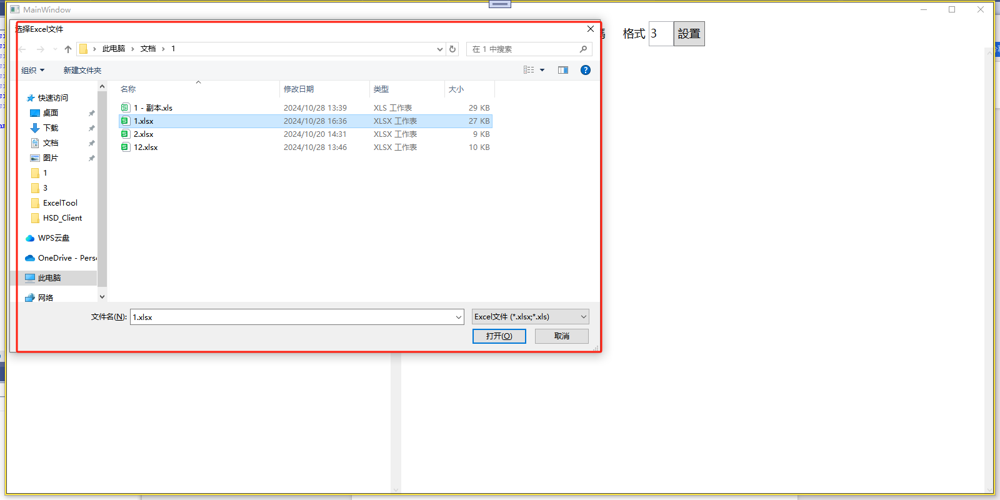 MainWindow
选择Excel文件
格式 3 設置
此电脑 › 文档 › 1
在 1 中搜索
组织 新建文件夹
名称 修改日期 类型 大小
1 - 副本.xls 2024/10/28 13:39 XLS 工作表 29 KB
1.xlsx 2024/10/28 16:36 XLSX 工作表 27 KB
2.xlsx 2024/10/20 14:31 XLSX 工作表 9 KB
12.xlsx 2024/10/28 13:46 XLSX 工作表 10 KB
快速访问
桌面
下载
文档
图片
1
3
ExcelTool
HSD_Client
WPS云盘
OneDrive - Pers
此电脑
网络
文件名(N): 1.xlsx
Excel文件 (*.xlsx;*.xls)
打开(O) 取消